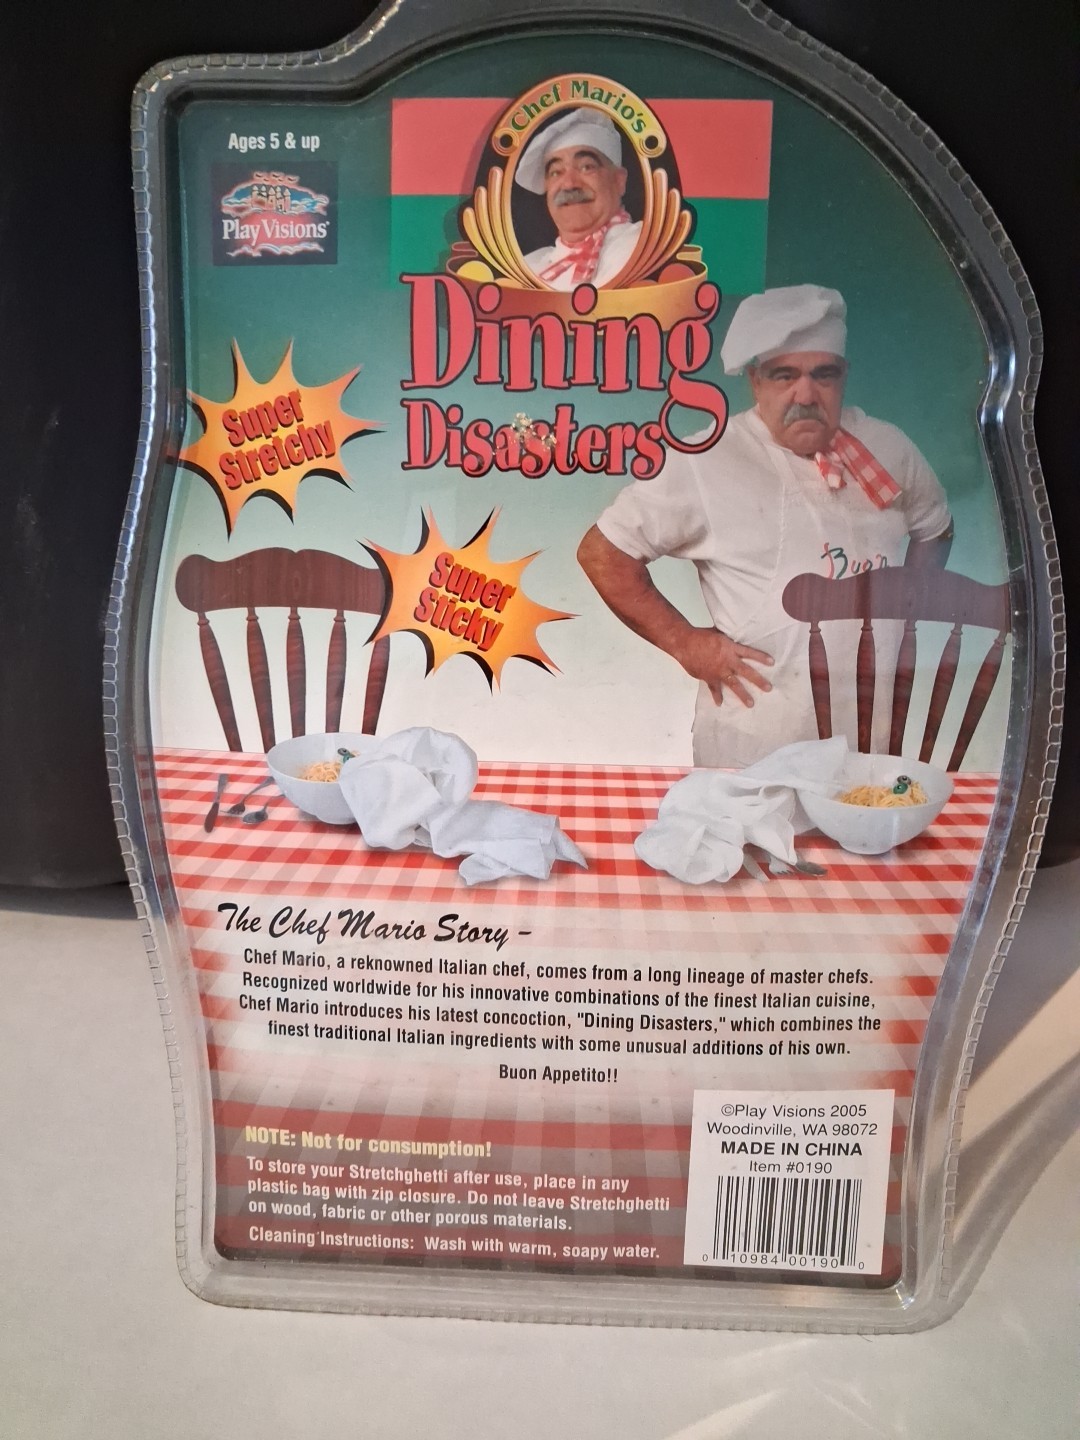 Ages 5 & up
PlayVisions
Chef Mario's
Dining
Disasters
Super
Stretchy
Super
Sticky
Buon
The Chef Mario Story -
Chef Mario, a reknowned Italian chef, comes from a long lineage of master chefs.
Recognized worldwide for his innovative combinations of the finest Italian cuisine,
Chef Mario introduces his latest concoction, "Dining Disasters," which combines the
finest traditional Italian ingredients with some unusual additions of his own.
Buon Appetito!!
NOTE: Not for consumption!
To store your Stretchghetti after use, place in any
plastic bag with zip closure. Do not leave Stretchghetti
on wood, fabric or other porous materials.
Cleaning Instructions: Wash with warm, soapy water.
©Play Visions 2005
Woodinville, WA 98072
MADE IN CHINA
Item #0190
0 10984 00190 0